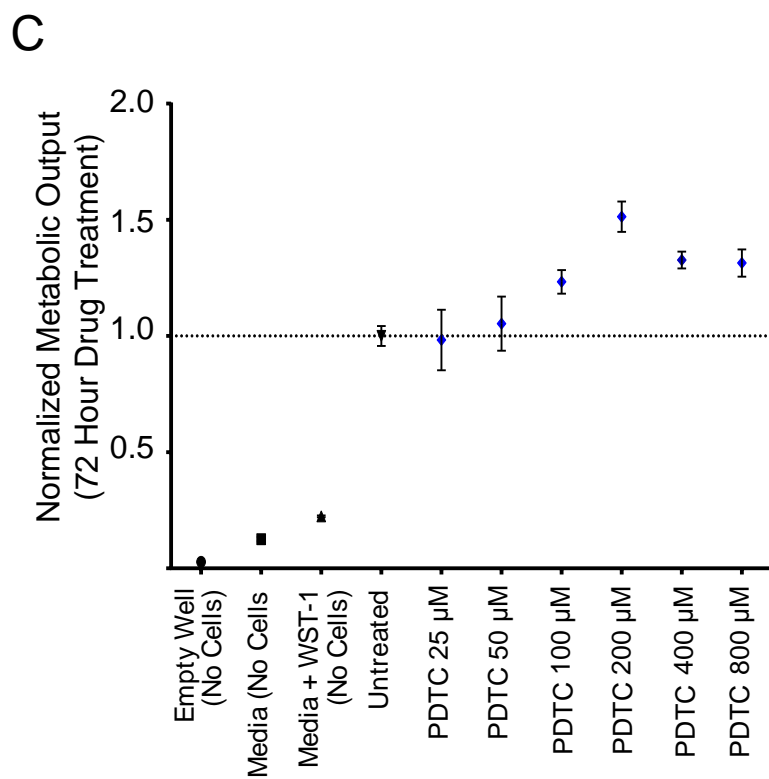 C
Normalized Metabolic Output
(72 Hour Drug Treatment)
2.0
1.5
1.0
0.5
Empty Well
(No Cells)
Media (No Cells
Media + WST-1
(No Cells)
Untreated
PDTC 25 µM
PDTC 50 µM
PDTC 100 µM
PDTC 200 µM
PDTC 400 µM
PDTC 800 µM